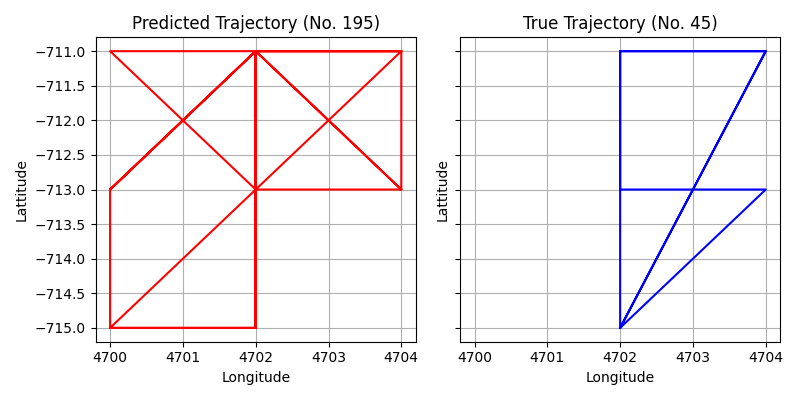 Predicted Trajectory (No. 195)
−711.0
−711.5
−712.0
−712.5
−713.0
−713.5
−714.0
−714.5
−715.0
Lattitude
4700 4701 4702 4703 4704
Longitude
True Trajectory (No. 45)
Lattitude
4700 4701 4702 4703 4704
Longitude